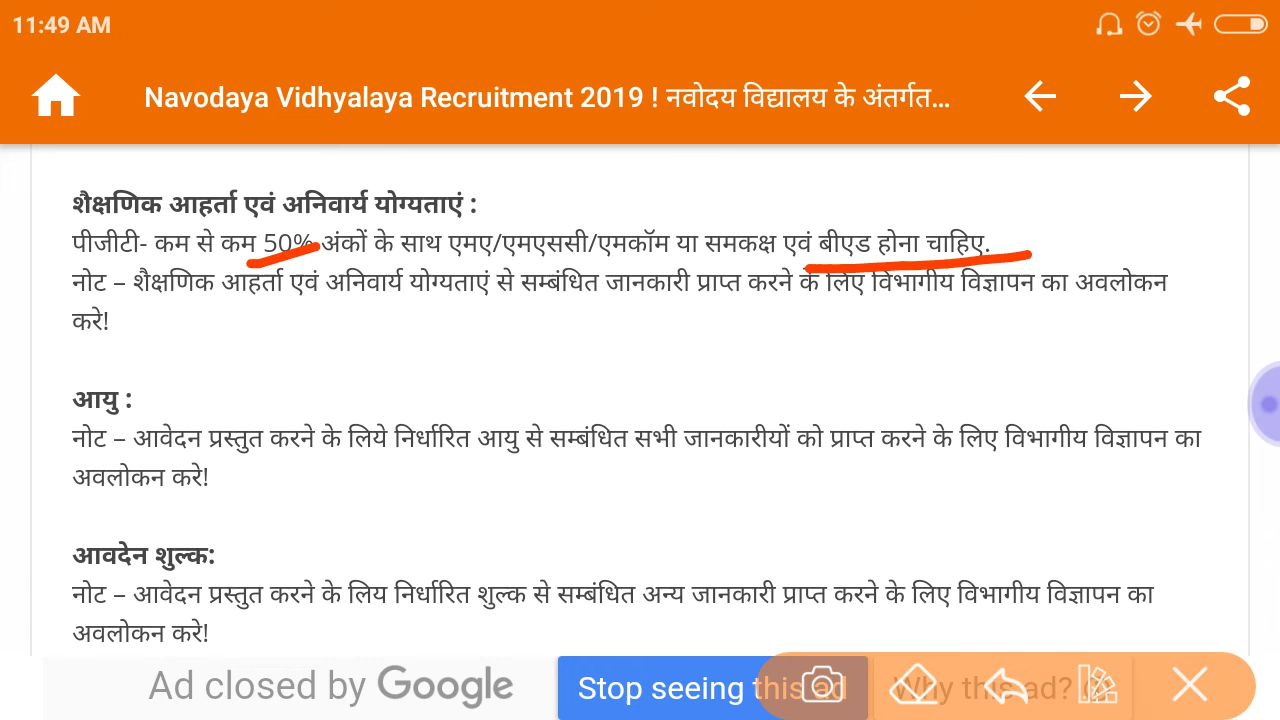 11:49 AM
Navodaya Vidhyalaya Recruitment 2019 ! नवोदय विद्यालय के अंतर्गत...
शैक्षणिक आहर्ता एवं अनिवार्य योग्यताएं :
पीजीटी- कम से कम 50% अंकों के साथ एमए/एमएससी/एमकॉम या समकक्ष एवं बीएड होना चाहिए.
नोट – शैक्षणिक आहर्ता एवं अनिवार्य योग्यताएं से सम्बंधित जानकारी प्राप्त करने के लिए विभागीय विज्ञापन का अवलोकन
करे!
आयु :
नोट – आवेदन प्रस्तुत करने के लिये निर्धारित आयु से सम्बंधित सभी जानकारीयों को प्राप्त करने के लिए विभागीय विज्ञापन का
अवलोकन करे!
आवदेन शुल्क:
नोट – आवेदन प्रस्तुत करने के लिय निर्धारित शुल्क से सम्बंधित अन्य जानकारी प्राप्त करने के लिए विभागीय विज्ञापन का
अवलोकन करे!
Ad closed by Google
Stop seeing this ad
Why this ad?